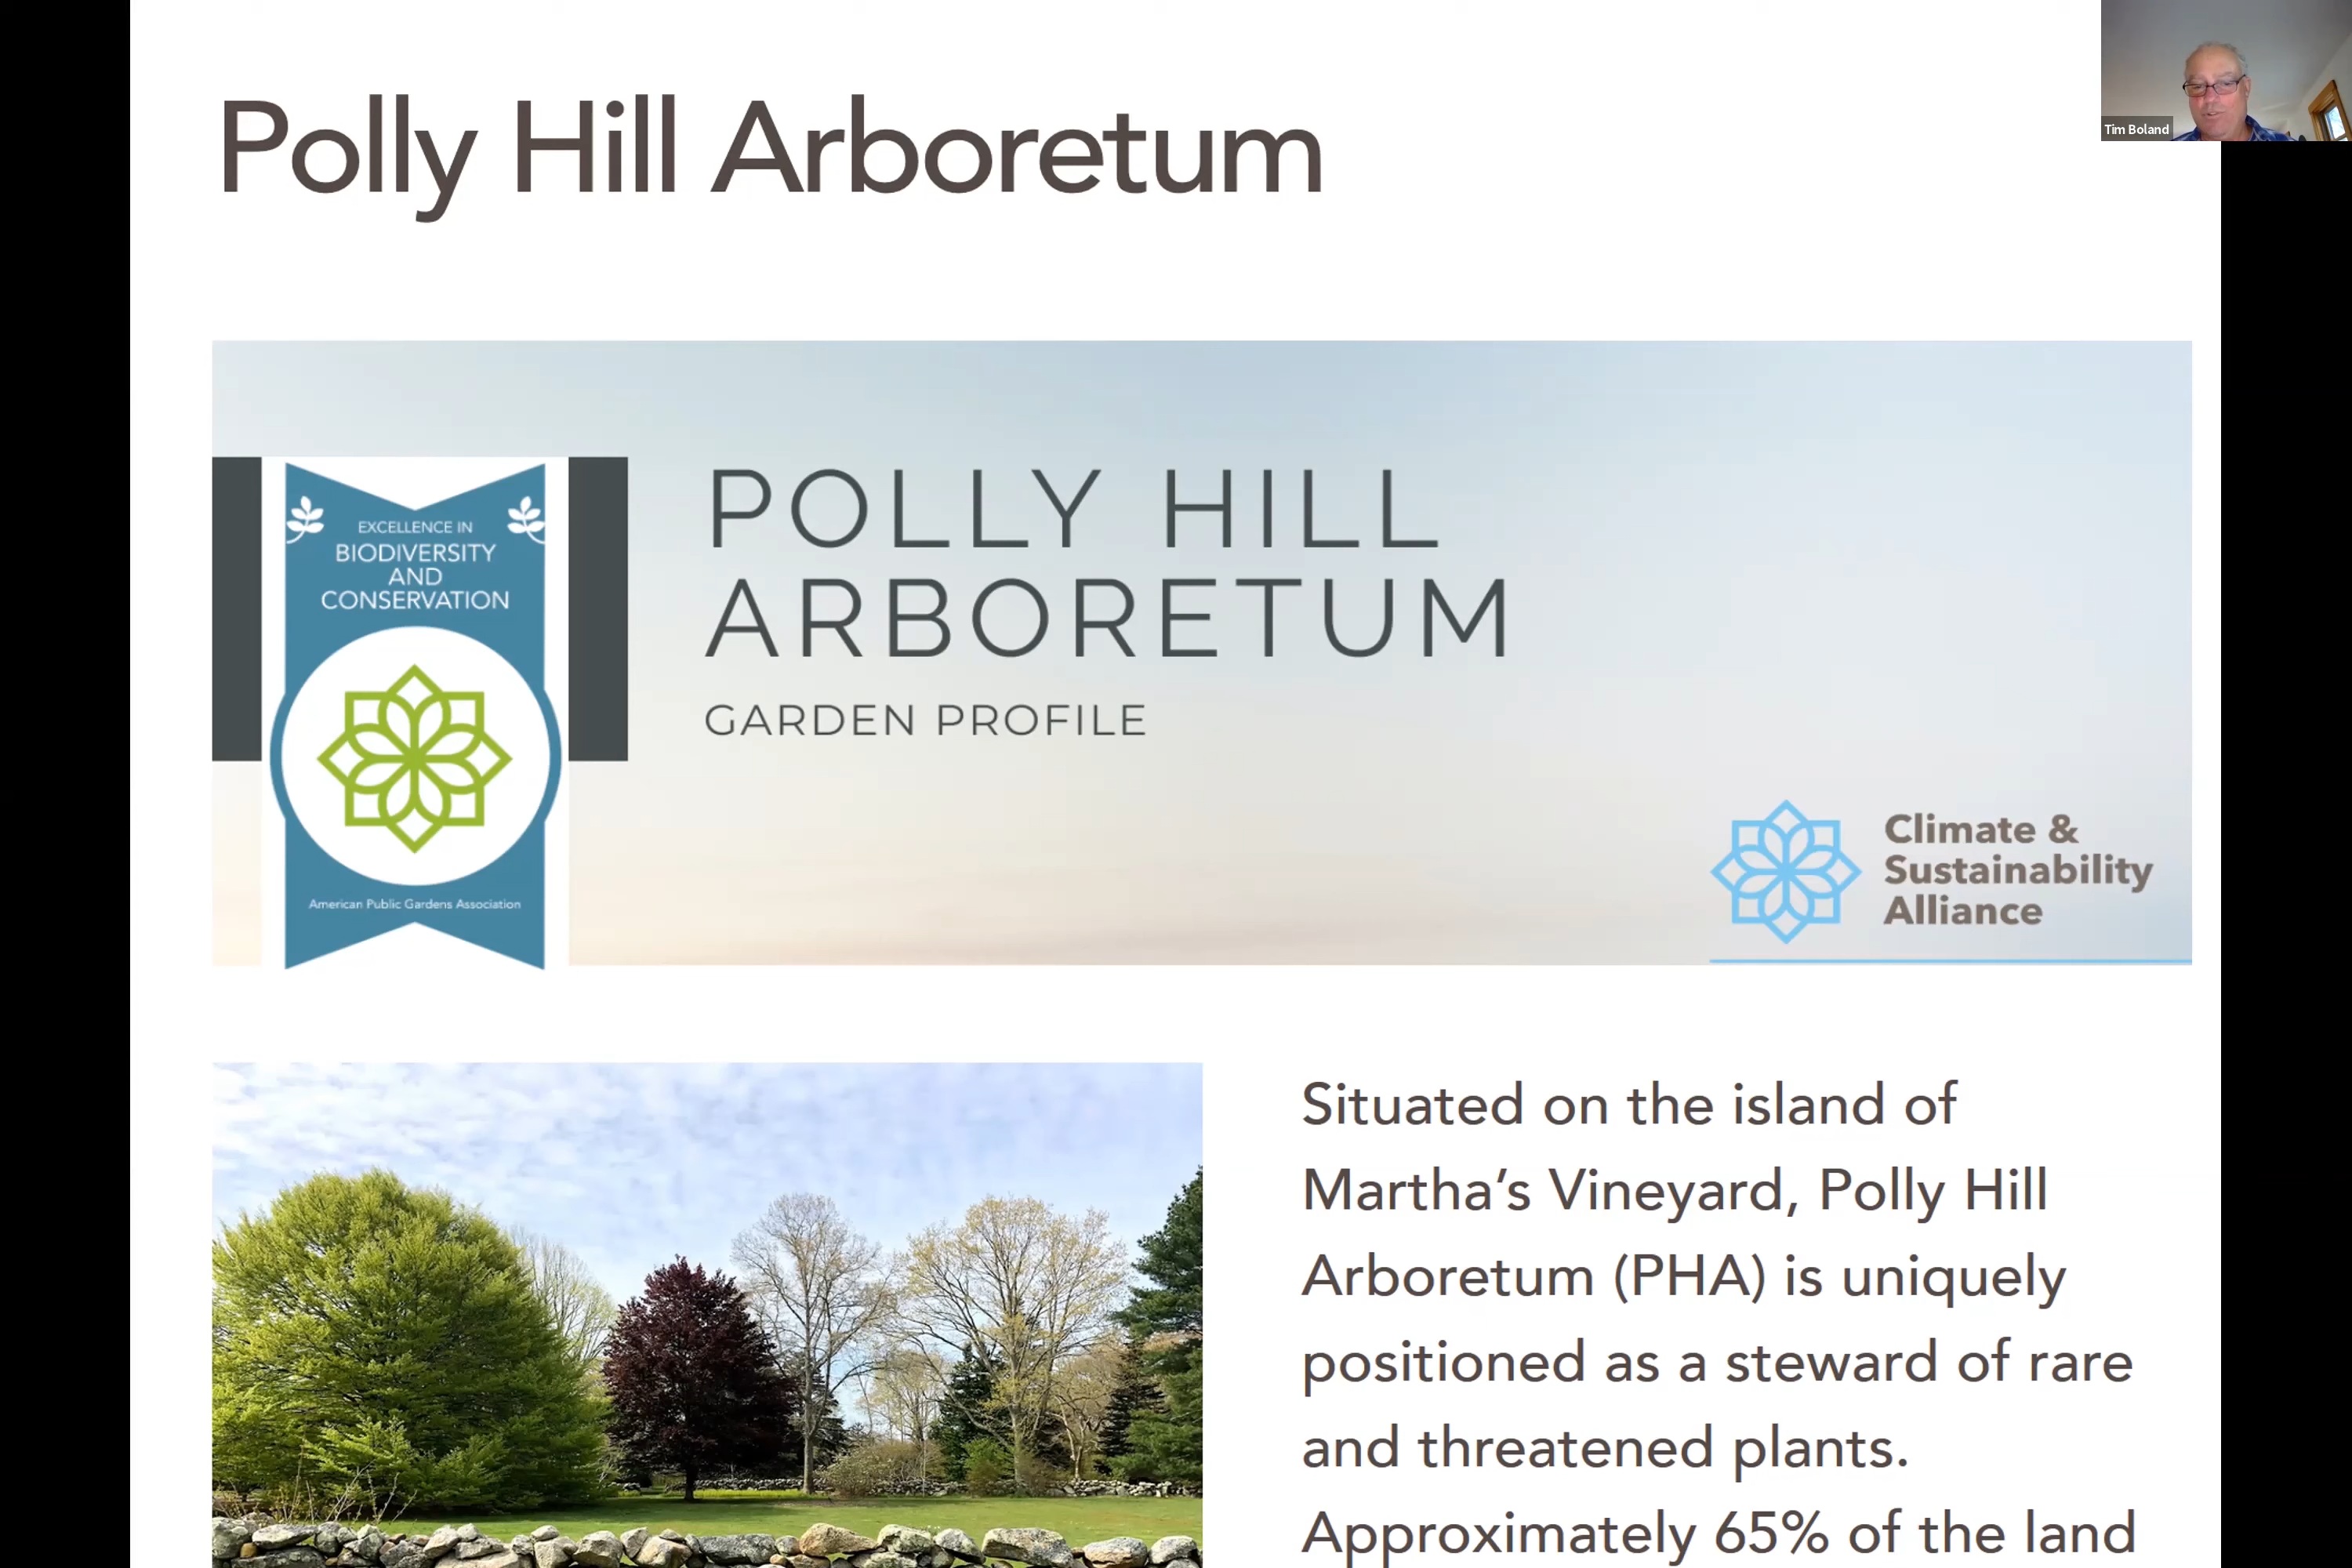 Polly Hill Arboretum
Tim Boland
EXCELLENCE IN
BIODIVERSITY
AND
CONSERVATION
American Public Gardens Association
POLLY HILL
ARBORETUM
GARDEN PROFILE
Climate &
Sustainability
Alliance
Situated on the island of
Martha’s Vineyard, Polly Hill
Arboretum (PHA) is uniquely
positioned as a steward of rare
and threatened plants.
Approximately 65% of the land